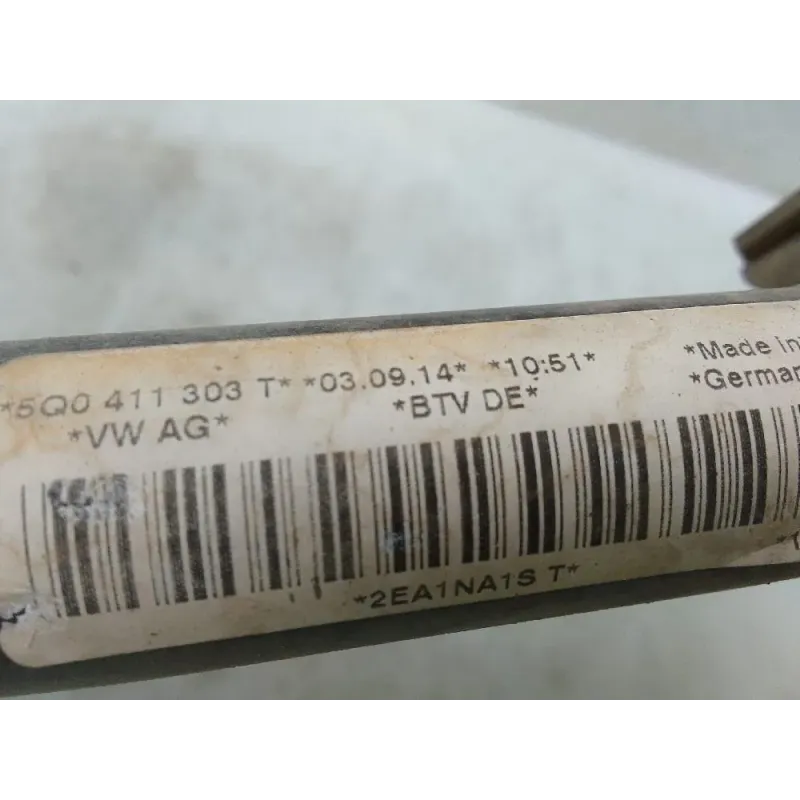 *5Q0 411 303 T* *03.09.14* *10:51* *Made in
*VW AG* *BTV DE* *German
*2EA1NA1S T*